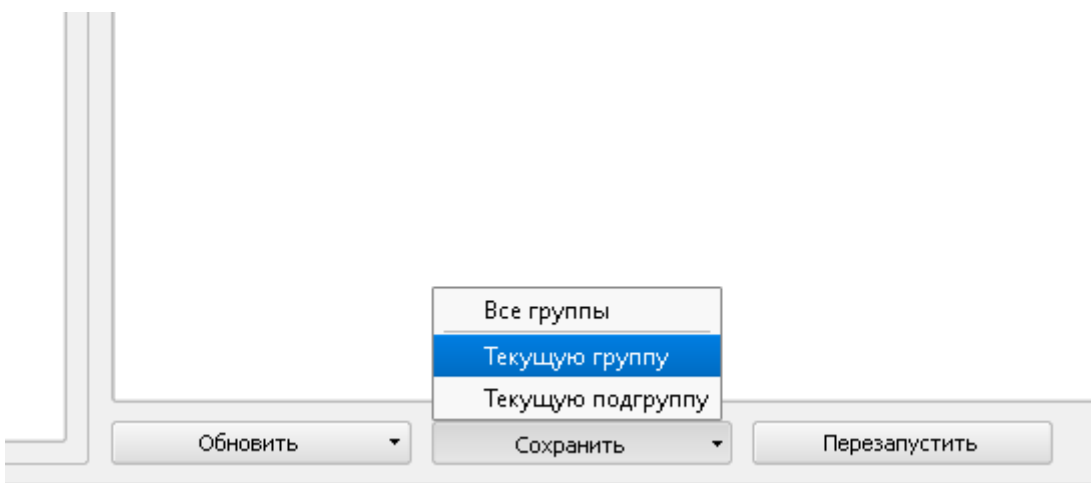 Все группы
Текущую группу
Текущую подгруппу
Обновить Сохранить Перезапустить